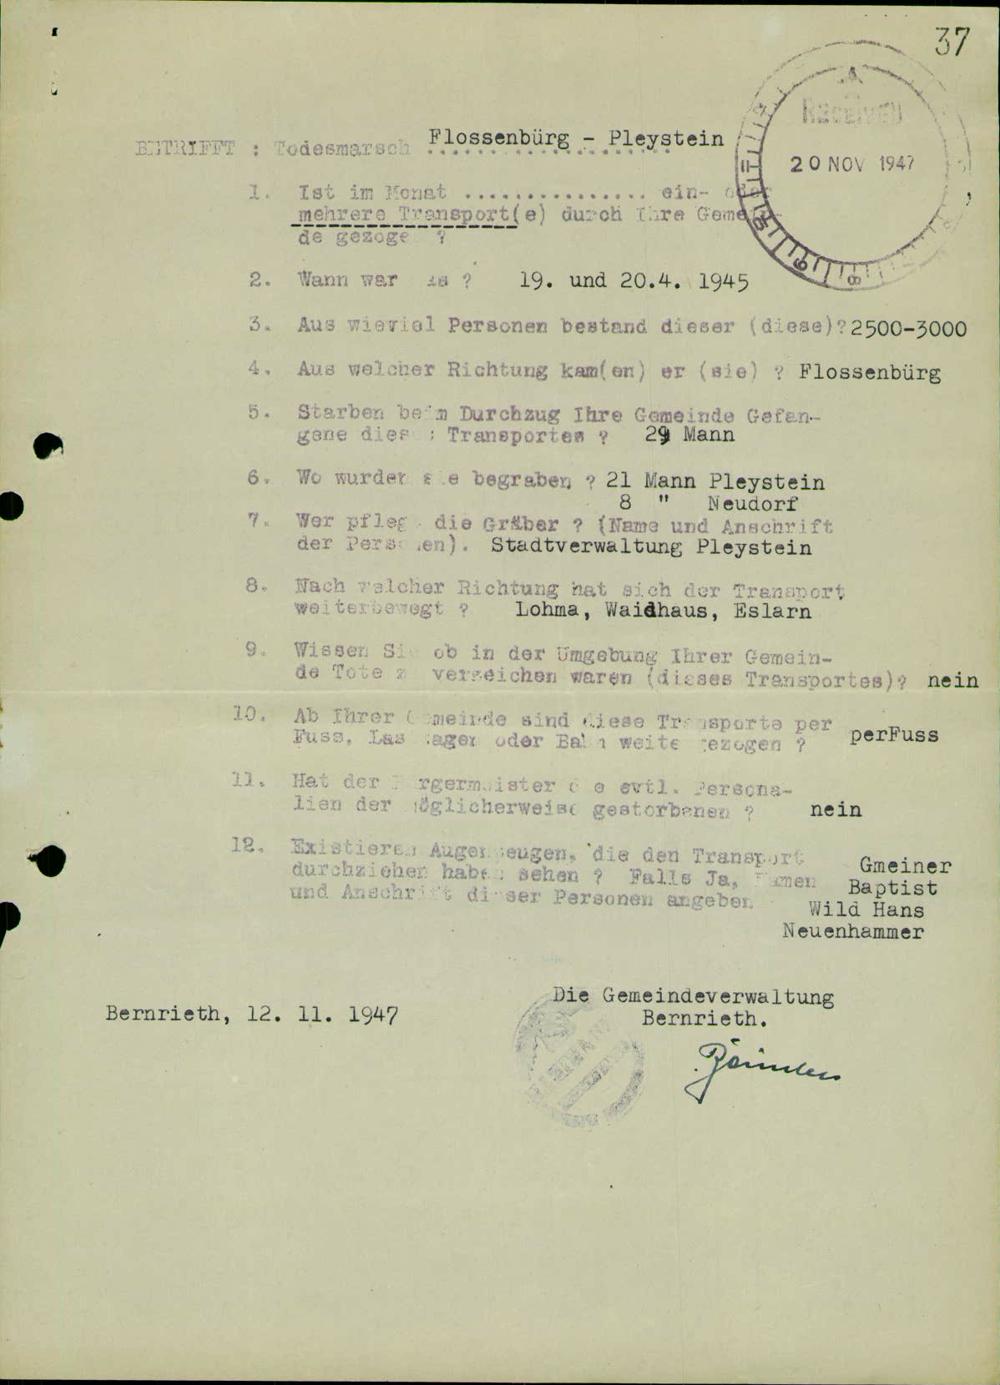 37
RECEIVED
20 NOV 1947
BETRIFFT : Todesmarsch Flossenbürg - Pleystein
1. Ist im Monat ............... ein- oder
mehrere Transport(e) durch Ihre Gemein-
de gezogen ?
2. Wann war es ? 19. und 20.4. 1945
3. Aus wieviel Personen bestand dieser (diese)?2500-3000
4. Aus welcher Richtung kam(en) er (sie) ? Flossenbürg
5. Starben beim Durchzug Ihre Gemeinde Gefan-
gene dieses Transportes ? 29 Mann
6. Wo wurden sie begraben ? 21 Mann Pleystein
8 " Neudorf
7. Wer pflegt die Gräber ? (Name und Anschrift
der Personen). Stadtverwaltung Pleystein
8. Nach welcher Richtung hat sich der Transport
weiterbewegt ? Lohma, Waidhaus, Eslarn
9. Wissen Sie ob in der Umgebung Ihrer Gemein-
de Tote zu verzeichen waren (dieses Transportes)? nein
10. Ab Ihrer Gemeinde sind diese Transporte per
Fuss, Lastwagen oder Bahn weitergezogen ? perFuss
11. Hat der Bürgermeister die evtl. Persona-
lien der möglicherweise gestorbenen ? nein
12. Existieren Augenzeugen, die den Transport
durchziehen haben sehen ? Falls Ja, Namen
und Anschrift dieser Personen angeben
Gmeiner
Baptist
Wild Hans
Neuenhammer
Bernrieth, 12. 11. 1947
Die Gemeindeverwaltung
Bernrieth.